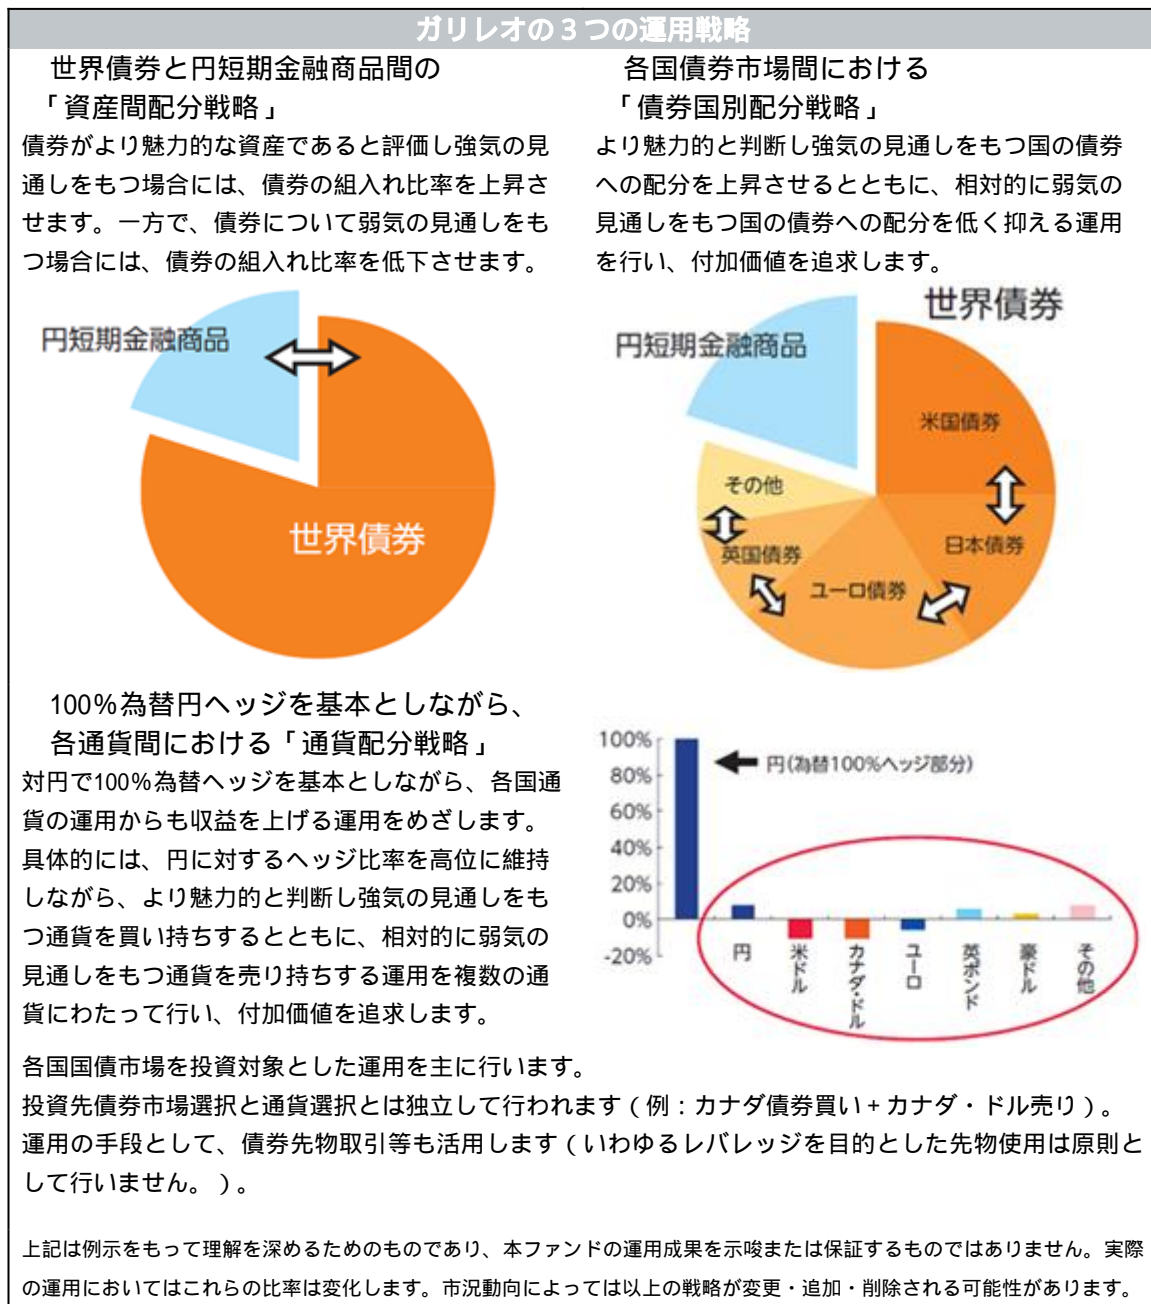 ガリレオの3つの運用戦略
世界債券と円短期金融商品間の
「資産間配分戦略」
債券がより魅力的な資産であると評価し強気の見
通しをもつ場合には、債券の組入れ比率を上昇さ
せます。一方で、債券について弱気の見通しをも
つ場合には、債券の組入れ比率を低下させます。
円短期金融商品
世界債券
各国債券市場間における
「債券国別配分戦略」
より魅力的と判断し強気の見通しをもつ国の債券
への配分を上昇させるとともに、相対的に弱気の
見通しをもつ国の債券への配分を低く抑える運用
を行い、付加価値を追求します。
世界債券
円短期金融商品
米国債券
その他
日本債券
英国債券
ユーロ債券
100%為替円ヘッジを基本としながら、
各通貨間における「通貨配分戦略」
対円で100%為替ヘッジを基本としながら、各国通
貨の運用からも収益を上げる運用をめざします。
具体的には、円に対するヘッジ比率を高位に維持
しながら、より魅力的と判断し強気の見通しをも
つ通貨を買い持ちするとともに、相対的に弱気の
見通しをもつ通貨を売り持ちする運用を複数の通
貨にわたって行い、付加価値を追求します。
100%
80%
60%
40%
20%
0%
-20%
円(為替100%ヘッジ部分)
円
米ドル
カナダ・ドル
ユーロ
英ポンド
豪ドル
その他
各国国債市場を投資対象とした運用を主に行います。
投資先債券市場選択と通貨選択とは独立して行われます(例:カナダ債券買い+カナダ・ドル売り)。
運用の手段として、債券先物取引等も活用します(いわゆるレバレッジを目的とした先物使用は原則と
して行いません。)。
上記は例示をもって理解を深めるためのものであり、本ファンドの運用成果を示唆または保証するものではありません。実際
の運用においてはこれらの比率は変化します。市況動向によっては以上の戦略が変更・追加・削除される可能性があります。